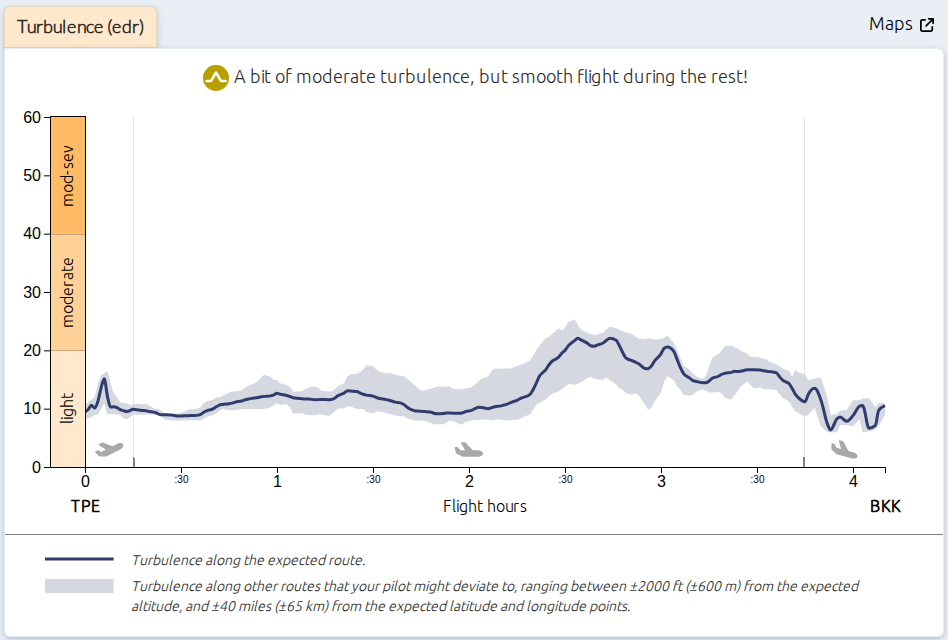 Turbulence (edr)
Maps
A bit of moderate turbulence, but smooth flight during the rest!
60
50
40
30
20
10
0
mod-sev
moderate
light
0
:30
1
:30
2
:30
3
:30
4
TPE
Flight hours
BKK
Turbulence along the expected route.
Turbulence along other routes that your pilot might deviate to, ranging between ±2000 ft (±600 m) from the expected
altitude, and ±40 miles (±65 km) from the expected latitude and longitude points.